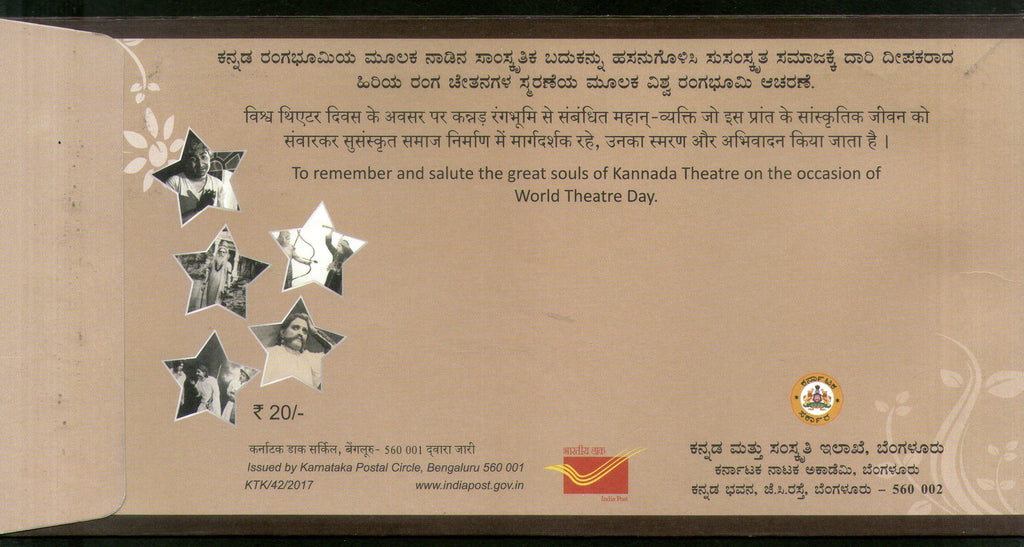 ಕನ್ನಡ ರಂಗಭೂಮಿಯ ಮೂಲಕ ನಾಡಿನ ಸಾಂಸ್ಕೃತಿಕ ಬದುಕನ್ನು ಹಸನುಗೊಳಿಸಿ ಸುಸಂಸ್ಕೃತ ಸಮಾಜಕ್ಕೆ ದಾರಿ ದೀಪಕರಾದ
ಹಿರಿಯ ರಂಗ ಚೇತನಗಳ ಸ್ಮರಣೆಯ ಮೂಲಕ ವಿಶ್ವ ರಂಗಭೂಮಿ ಆಚರಣೆ.
विश्व थिएटर दिवस के अवसर पर कन्नड़ रंगभूमि से संबंधित महान्-व्यक्ति जो इस प्रांत के सांस्कृतिक जीवन को
संवारकर सुसंस्कृत समाज निर्माण में मार्गदर्शक रहे, उनका स्मरण और अभिवादन किया जाता है ।
To remember and salute the great souls of Kannada Theatre on the occasion of
World Theatre Day.
₹ 20/-
कर्नाटक डाक सर्किल, बेंगलूरु- 560 001 द्वारा जारी
Issued by Karnataka Postal Circle, Bengaluru 560 001
KTK/42/2017 www.indiapost.gov.in
भारतीय डाक
India Post
ಕರ್ನಾಟಕ
ಸರ್ಕಾರ
ಕನ್ನಡ ಮತ್ತು ಸಂಸ್ಕೃತಿ ಇಲಾಖೆ, ಬೆಂಗಳೂರು
ಕರ್ನಾಟಕ ನಾಟಕ ಅಕಾಡೆಮಿ, ಬೆಂಗಳೂರು
ಕನ್ನಡ ಭವನ, ಜೆ.ಸಿ.ರಸ್ತೆ, ಬೆಂಗಳೂರು – 560 002